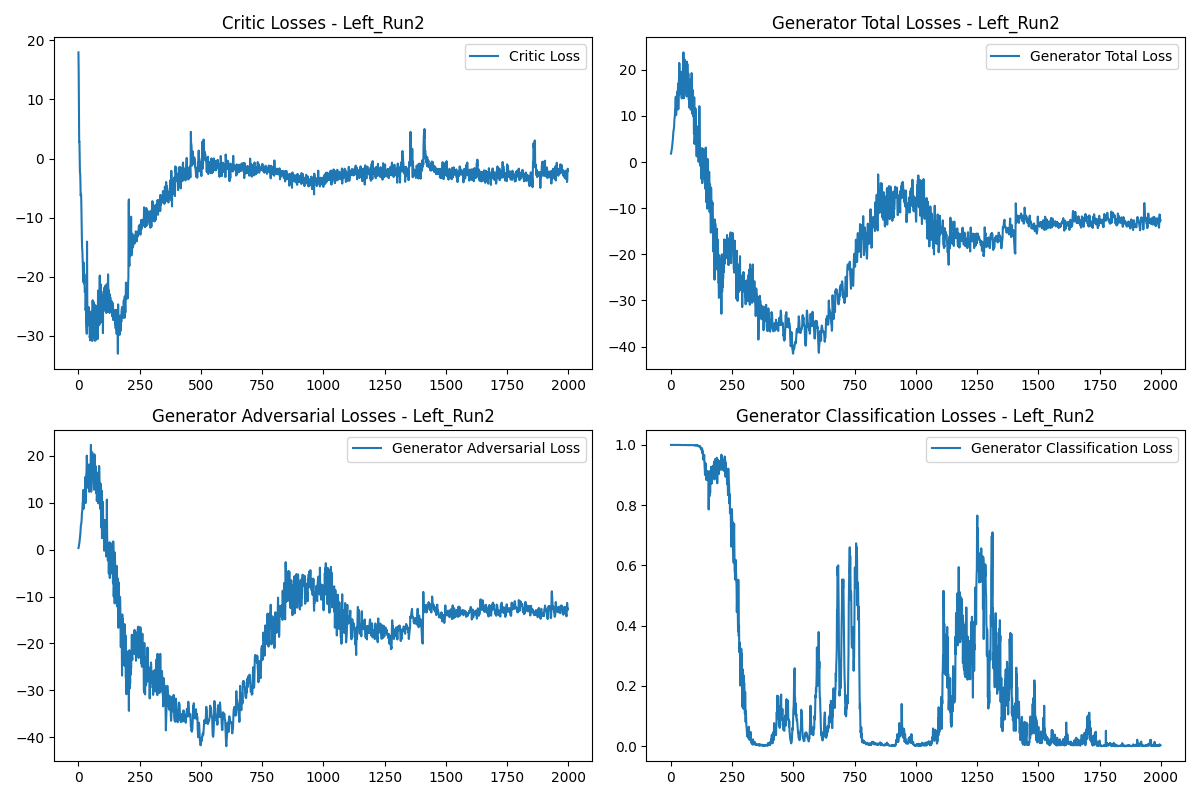 Critic Losses - Left_Run2
Critic Loss
20
10
0
−10
−20
−30
0 250 500 750 1000 1250 1500 1750 2000
Generator Total Losses - Left_Run2
Generator Total Loss
20
10
0
−10
−20
−30
−40
0 250 500 750 1000 1250 1500 1750 2000
Generator Adversarial Losses - Left_Run2
Generator Adversarial Loss
20
10
0
−10
−20
−30
−40
0 250 500 750 1000 1250 1500 1750 2000
Generator Classification Losses - Left_Run2
Generator Classification Loss
1.0
0.8
0.6
0.4
0.2
0.0
0 250 500 750 1000 1250 1500 1750 2000